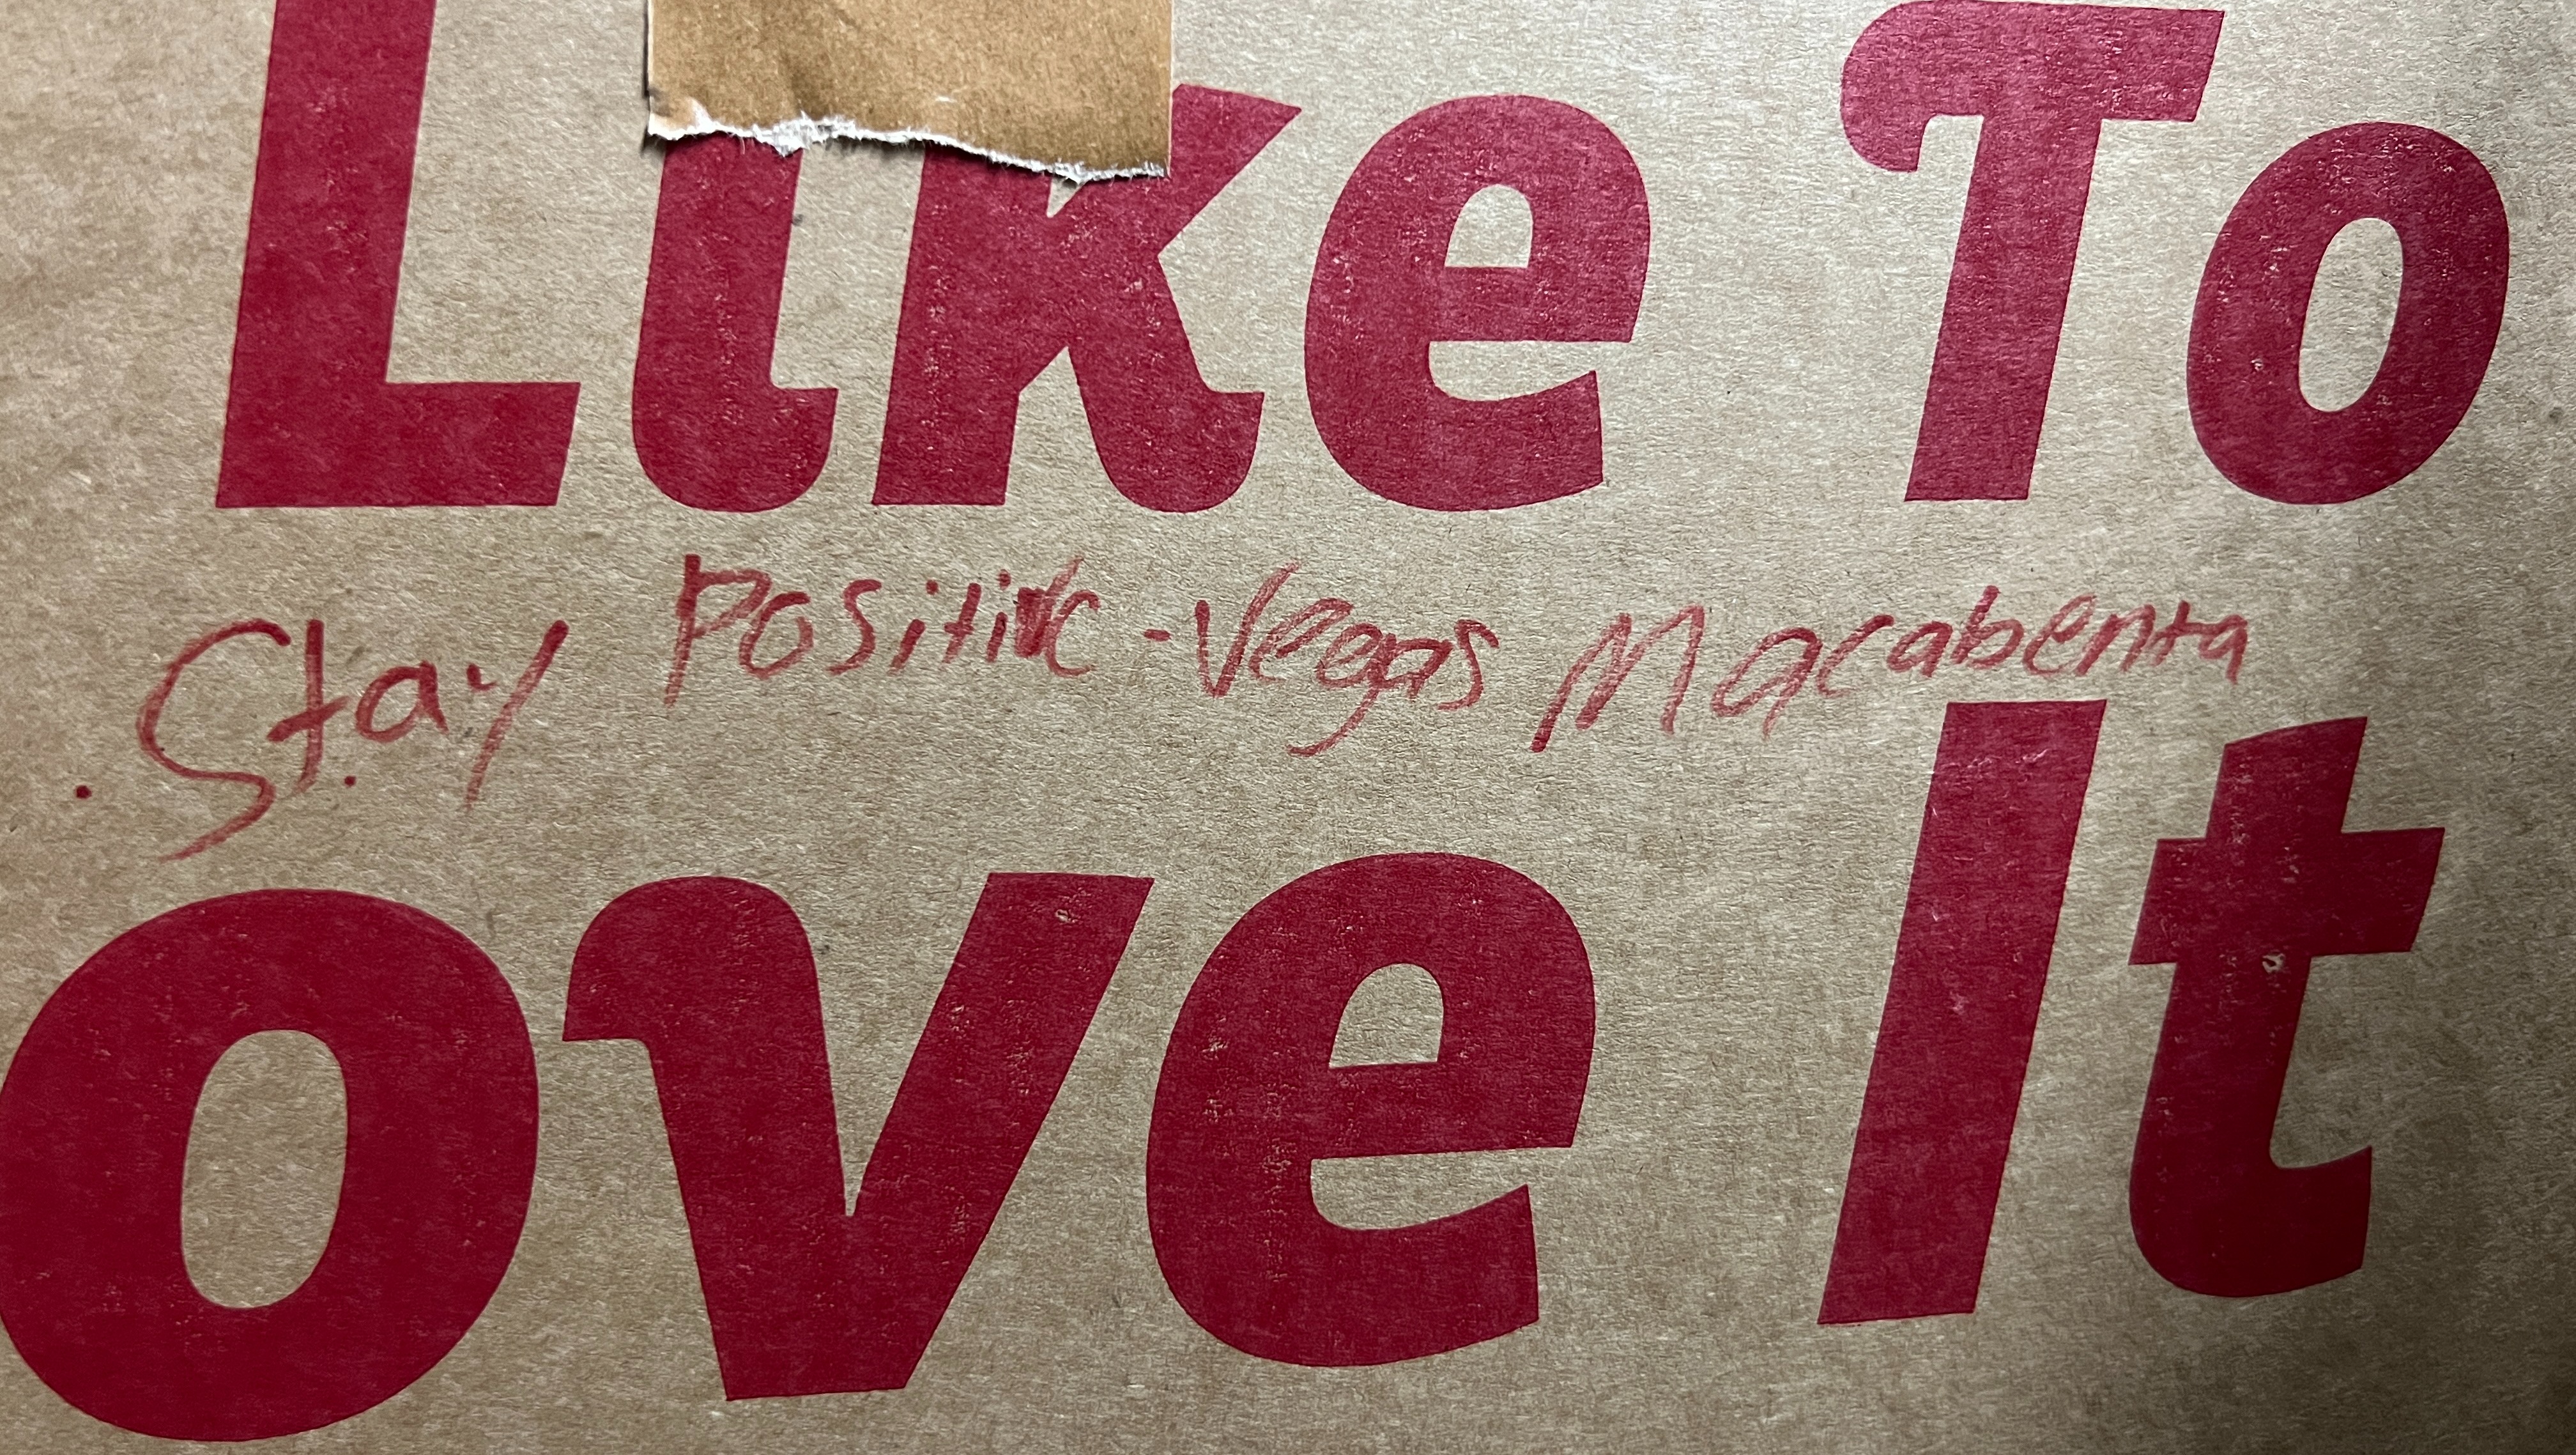 Like To
Stay Positive - Vegas Macabenta
ove It